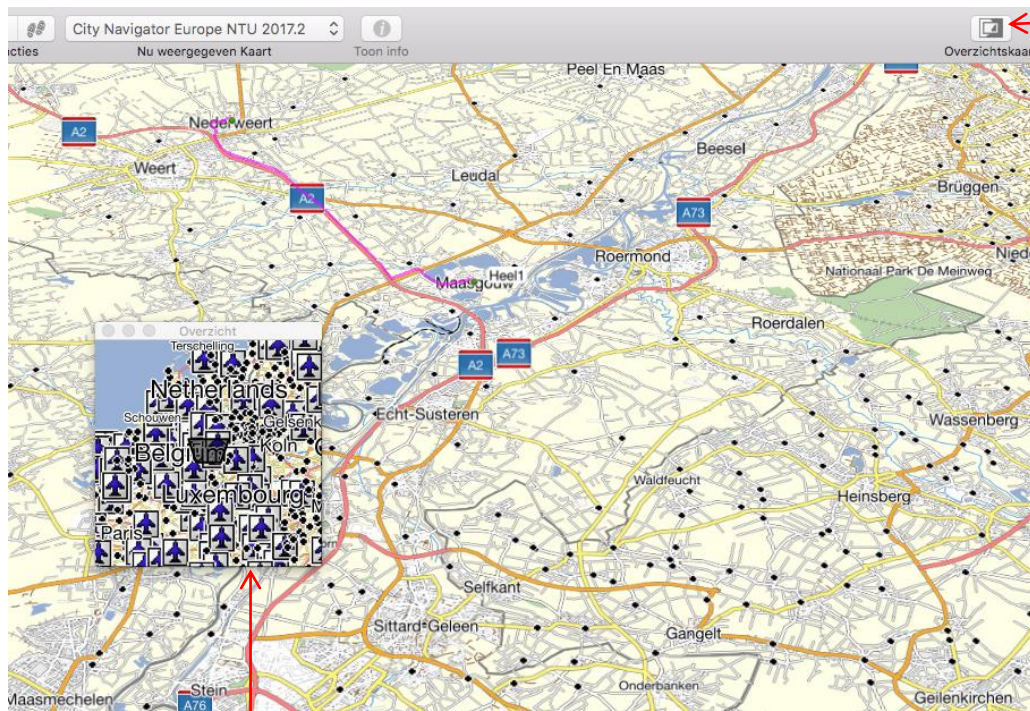 City Navigator Europe NTU 2017.2
cties
Nu weergegeven Kaart
Toon info
Overzichtskaar
Peel En Maas
A2
Nederweert
Weert
Leudal
Beesel
Brüggen
A2
A73
Roermond
Niede
Heel1
Maasgouw
Nationaal Park De Meinweg
Roerdalen
Overzicht
Terschelling
Netherlands
Schouwen
Gelsenk
Belgium
Köln
Luxembourg
Paris
A2
A73
Echt-Susteren
Wassenberg
Waldfeucht
Heinsberg
Selfkant
Sittard-Geleen
Gangelt
Onderbanken
Maasmechelen
Stein
A76
Geilenkirchen